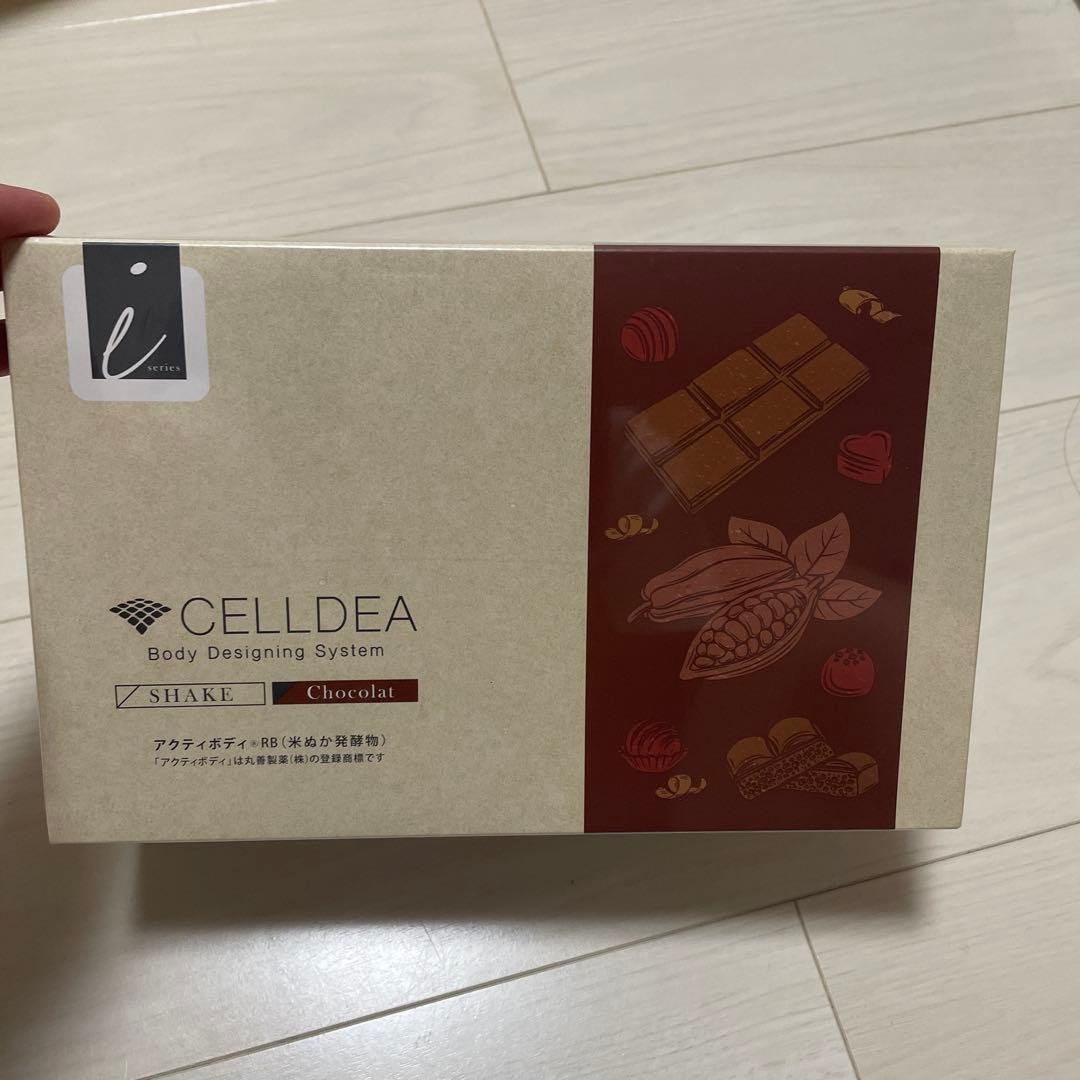 i
series
CELLDEA
Body Designing System
SHAKE Chocolat
アクティボディ®RB(米ぬか発酵物)
「アクティボディ」は丸善製薬(株)の登録商標です